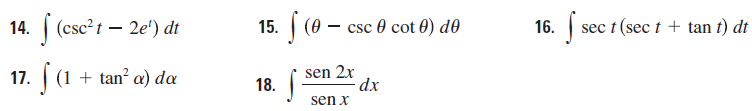 14. ∫ (csc² t − 2eᵗ) dt 15. ∫ (θ − csc θ cot θ) dθ 16. ∫ sec t (sec t + tan t) dt
17. ∫ (1 + tan² α) dα 18. ∫ sen 2x / sen x dx